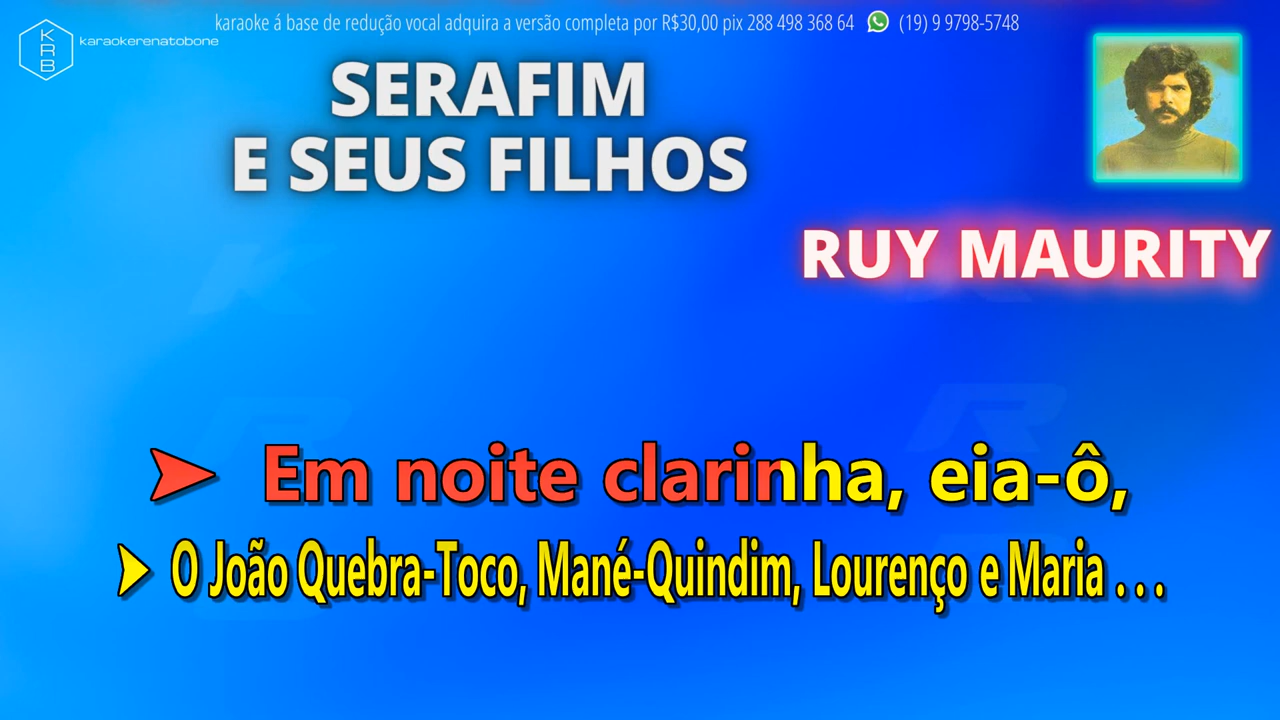 karaoke á base de redução vocal adquira a versão completa por R$30,00 pix 288 498 368 64 (19) 9 9798-5748
KRB
karaokerenatobone
SERAFIM
E SEUS FILHOS
RUY MAURITY
Em noite clarinha, eia-ô,
O João Quebra-Toco, Mané-Quindim, Lourenço e Maria . . .